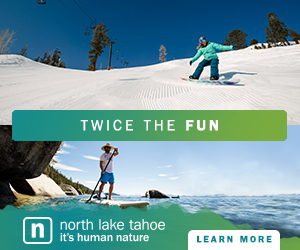 TWICE THE FUN
n
north lake tahoe
it's human nature
LEARN MORE